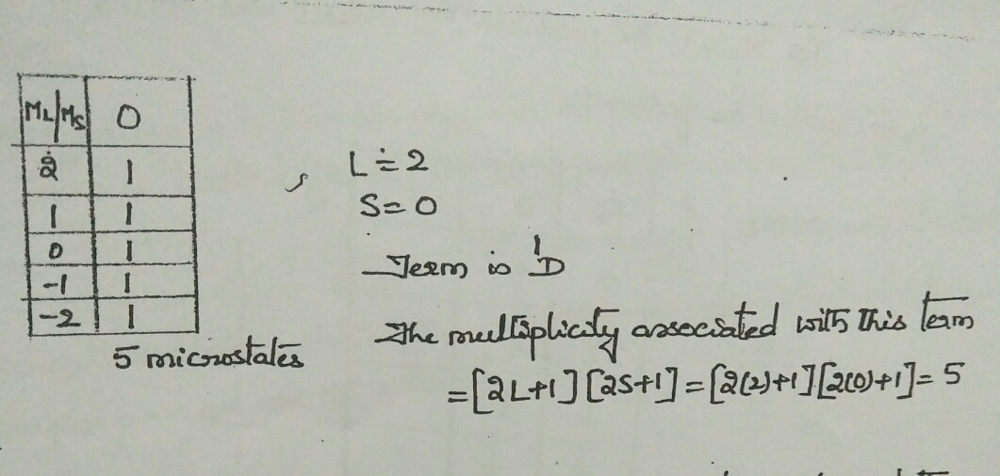 ML/Ms 0
2 1
1 1
0 1
-1 1
-2 1
5 microstates
, L = 2
S = 0
Term is ¹D
The multiplicity associated with this term
= [2L+1] [2S+1] = [2(2)+1] [2(0)+1] = 5